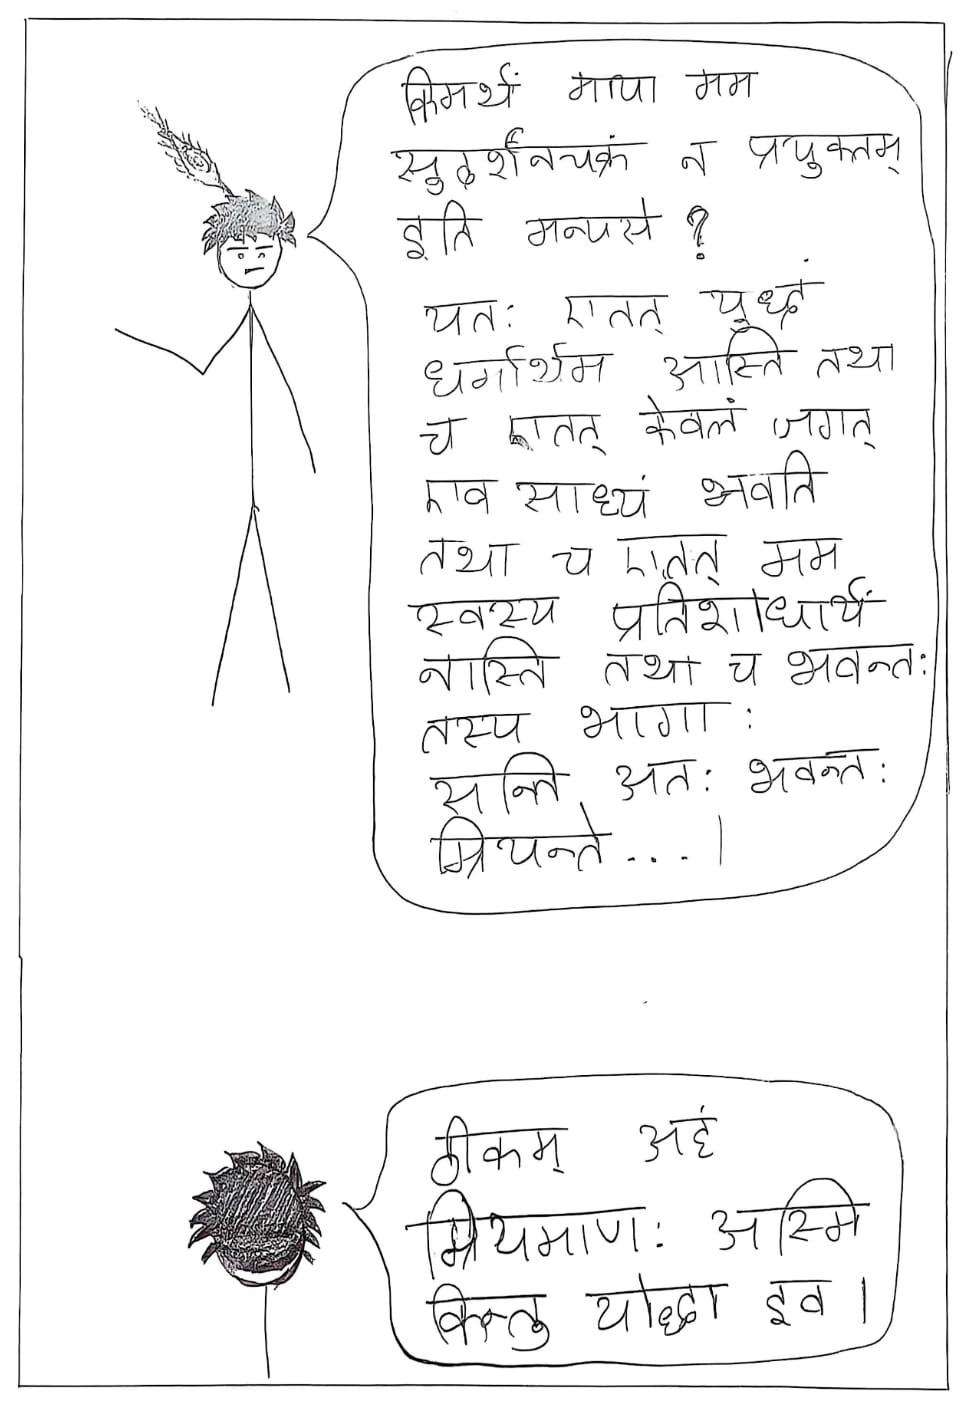 किमर्थं माया मम
सुदर्शनचक्रं न प्रयुक्तम्
इति मन्यसे ?
यतः एतत् युध्दं
धर्मार्थम आस्ति तथा
च एतत् केवलं जगत्
एव साध्यं भवति
तथा च एतत् मम
स्वस्य प्रतिशोधार्थं
नास्ति तथा च भवन्तः
तस्य भागाः
सन्ति अतः भवन्तः
म्रियन्ते....।
ठीकम् अहं
म्रियमाणः अस्मि
किन्तु योद्धा इव।